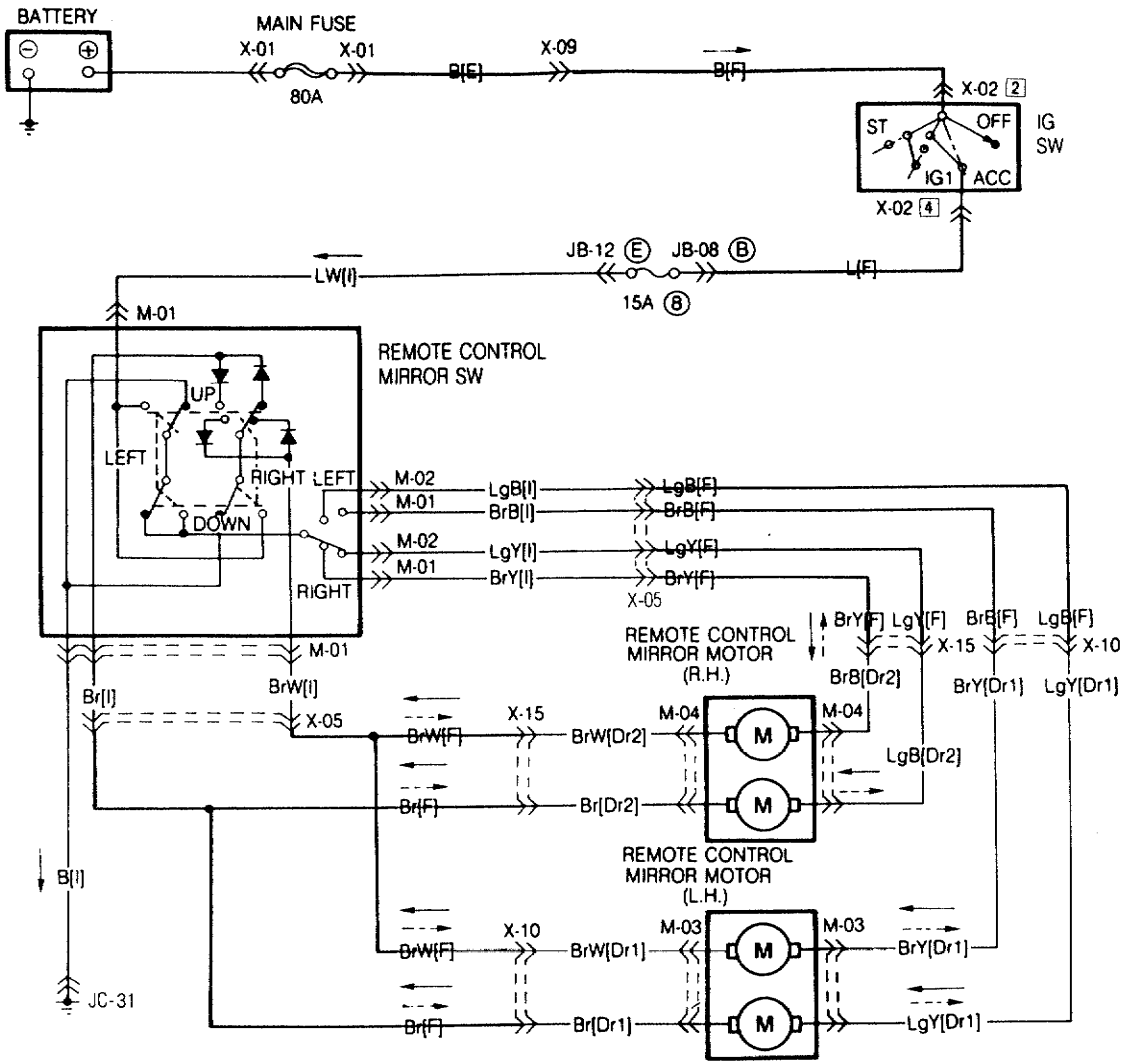 BATTERY
MAIN FUSE
X-01
X-01
X-09
B[E]
B[F]
80A
X-02 2
ST
OFF
IG
SW
IG1
ACC
X-02 4
JB-12 E
JB-08 B
LW[I]
L[F]
15A 8
M-01
REMOTE CONTROL
MIRROR SW
UP
LEFT
RIGHT
LEFT
DOWN
RIGHT
M-02
LgB[I]
LgB[F]
M-01
BrB[I]
BrB[F]
M-02
LgY[I]
LgY[F]
M-01
BrY[I]
BrY[F]
X-05
BrY[F]
LgY[F]
BrB[F]
LgB[F]
REMOTE CONTROL
MIRROR MOTOR
(R.H.)
X-15
X-10
M-01
BrB[Dr2]
BrY[Dr1]
LgY[Dr1]
Br[I]
BrW[I]
X-05
X-15
M-04
M-04
BrW[F]
BrW[Dr2]
M
LgB[Dr2]
Br[F]
Br[Dr2]
M
REMOTE CONTROL
MIRROR MOTOR
(L.H.)
B[I]
X-10
M-03
M-03
BrW[F]
BrW[Dr1]
M
BrY[Dr1]
JC-31
Br[F]
Br[Dr1]
M
LgY[Dr1]